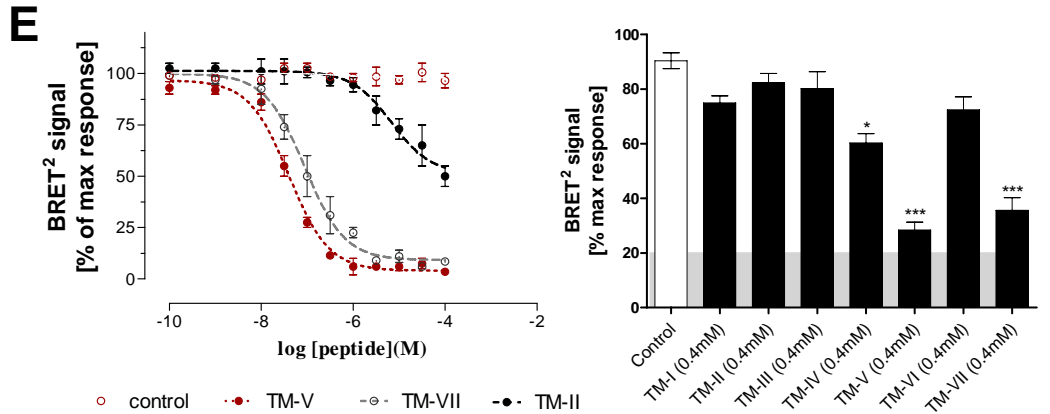 E
BRET² signal
[% of max response]
100
75
50
25
0
-10
-8
-6
-4
-2
log [peptide](M)
control
TM-V
TM-VII
TM-II
BRET² signal
[% max response]
100
80
60
40
20
0
*
***
***
Control
TM-I (0.4mM)
TM-II (0.4mM)
TM-III (0.4mM)
TM-IV (0.4mM)
TM-V (0.4mM)
TM-VI (0.4mM)
TM-VII (0.4mM)